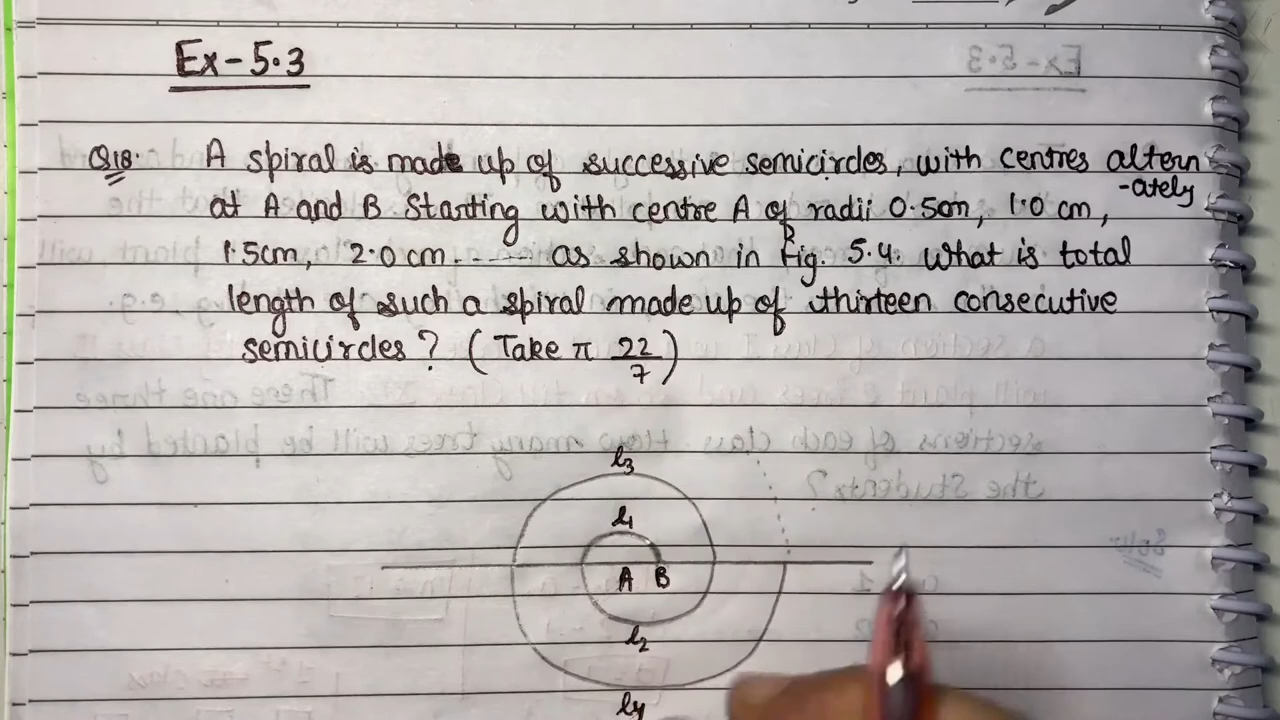 Ex-5.3
Q18. A spiral is made up of successive semicircles, with centres altern
-ately
at A and B starting with centre A of radii 0.5cm, 1.0 cm,
1.5cm, 2.0 cm ....... as shown in Fig. 5.4. What is total
length of such a spiral made up of thirteen consecutive
semicircles? (Take π 22/7)
l3
l1
A B
l2
l4